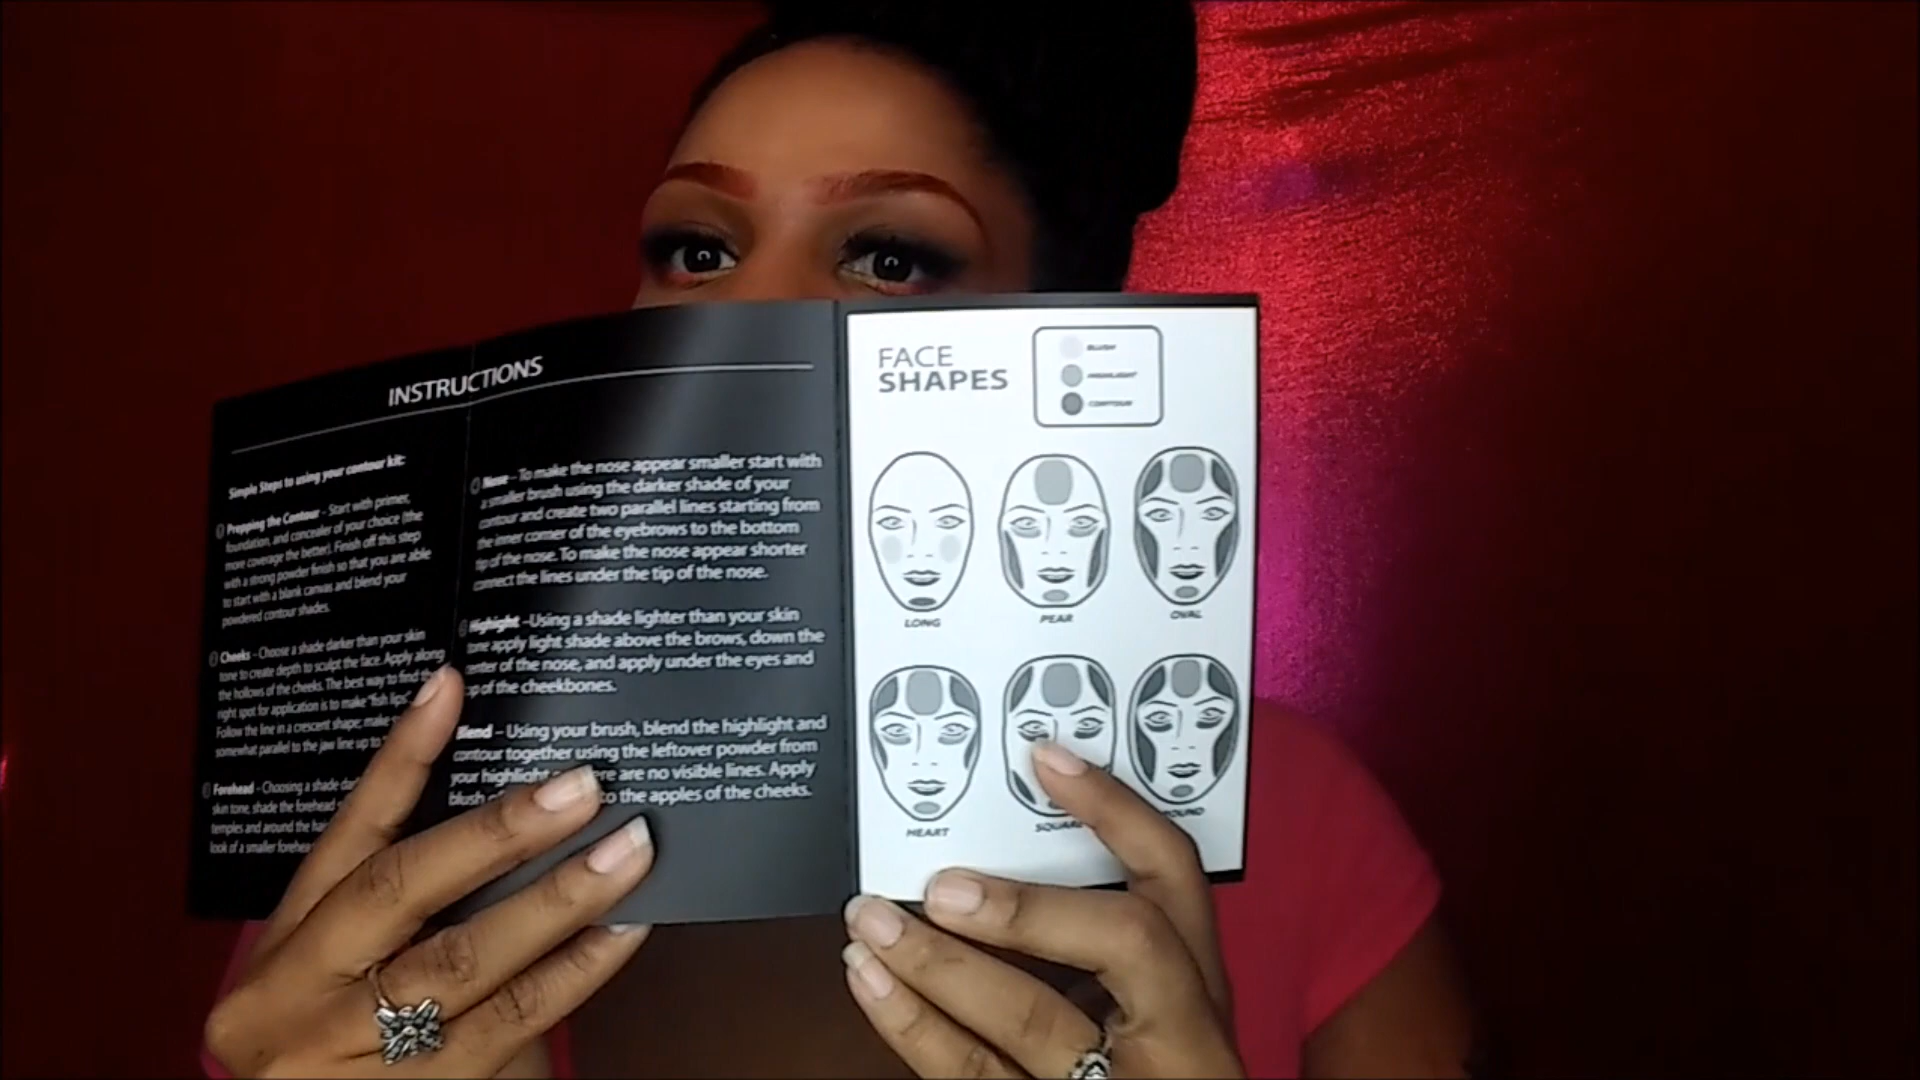 INSTRUCTIONS
Simple Steps to using your contour kit:
Prepping the Contour - Start with primer,
foundation, and concealer of your choice (the
more coverage the better). Finish off this step
with a strong powder finish so that you are able
to start with a blank canvas and blend your
powdered contour shades.
Cheeks - Choose a shade darker than your skin
tone to create depth to sculpt the face. Apply along
the hollows of the cheeks. The best way to find the
right spot for application is to make "fish lips".
Follow the line in a crescent shape, make
somewhat parallel to the jaw line up to
Forehead - Choosing a shade
skin tone, shade the forehead
temples and around the
look of a smaller
Nose - To make the nose appear smaller start with
a smaller brush using the darker shade of your
contour and create two parallel lines starting from
the inner corner of the eyebrows to the bottom
tip of the nose. To make the nose appear shorter
connect the lines under the tip of the nose.
Highlight -Using a shade lighter than your skin
tone apply light shade above the brows, down the
center of the nose, and apply under the eyes and
of the cheekbones.
Blend - Using your brush, blend the highlight and
contour together using the leftover powder from
your highlight are no visible lines. Apply
blush to the apples of the cheeks.
FACE
SHAPES
BLUSH
HIGHLIGHT
CONTOUR
LONG
PEAR
OVAL
HEART
SQUARE
ROUND